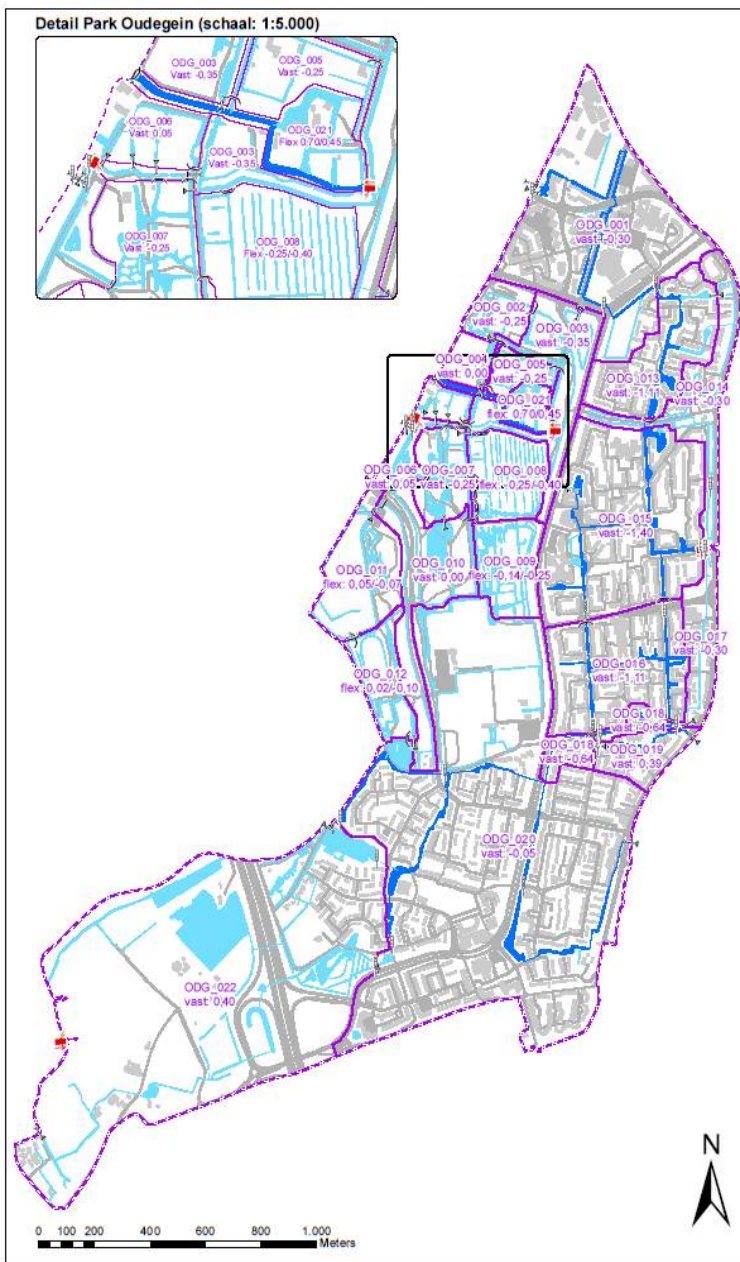 Detail Park Oudegein (schaal: 1:5.000)
ODG_003
Vast: -0,35
ODG_005
Vast: -0,25
ODG_006
Vast: 0,05
ODG_021
Flex 0,70/0,45
ODG_003
Vast: -0,35
ODG_007
Vast: -0,25
ODG_008
Flex: -0,25/-0,40
ODG_001
vast: -0,30
ODG_002
vast: -0,25
ODG_003
vast: -0,35
ODG_004
vast: 0,00
ODG_005
vast: -0,25
ODG_021
flex: 0,70/0,45
ODG_013
vast: -1,11
ODG_014
vast: -0,30
ODG_006
vast: 0,05
ODG_007
vast: -0,25
ODG_008
flex: -0,25/-0,40
ODG_015
vast: -1,40
ODG_011
flex: 0,05/-0,07
ODG_010
vast: 0,00
ODG_009
flex: -0,14/-0,25
ODG_012
flex: 0,02/-0,10
ODG_016
vast: -1,11
ODG_017
vast: -0,30
ODG_018
vast: -0,64
ODG_018
vast: -0,64
ODG_019
vast: 0,39
ODG_020
vast: -0,05
ODG_022
vast: 0,40
N
0 100 200 400 600 800 1.000
Meters